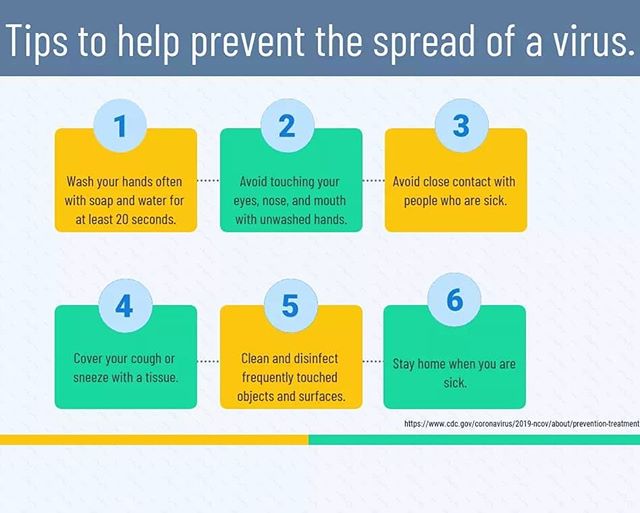 Tips to help prevent the spread of a virus.
1
Wash your hands often
with soap and water for
at least 20 seconds.
2
Avoid touching your
eyes, nose, and mouth
with unwashed hands.
3
Avoid close contact with
people who are sick.
4
Cover your cough or
sneeze with a tissue.
5
Clean and disinfect
frequently touched
objects and surfaces.
6
Stay home when you are
sick.
https://www.cdc.gov/coronavirus/2019-ncov/about/prevention-treatment